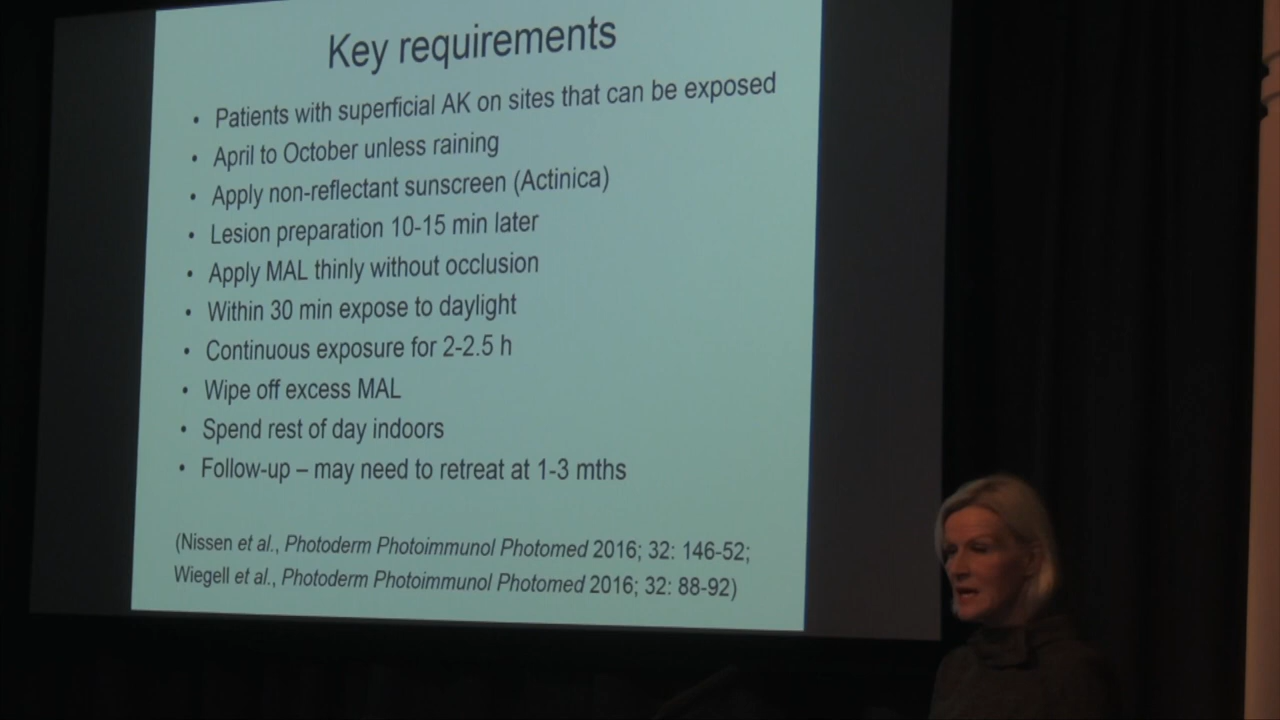 Key requirements
• Patients with superficial AK on sites that can be exposed
• April to October unless raining
• Apply non-reflectant sunscreen (Actinica)
• Lesion preparation 10-15 min later
• Apply MAL thinly without occlusion
• Within 30 min expose to daylight
• Continuous exposure for 2-2.5 h
• Wipe off excess MAL
• Spend rest of day indoors
• Follow-up – may need to retreat at 1-3 mths
(Nissen et al., Photoderm Photoimmunol Photomed 2016; 32: 146-52;
Wiegell et al., Photoderm Photoimmunol Photomed 2016; 32: 88-92)